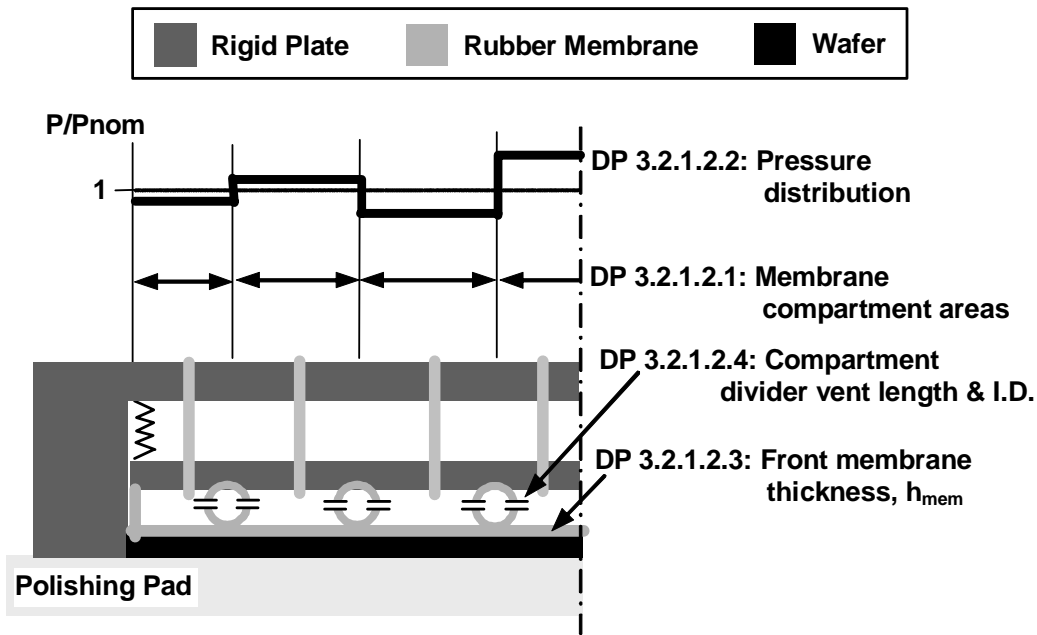 Rigid Plate Rubber Membrane Wafer
P/Pnom
1
DP 3.2.1.2.2: Pressure
distribution
DP 3.2.1.2.1: Membrane
compartment areas
DP 3.2.1.2.4: Compartment
divider vent length & I.D.
DP 3.2.1.2.3: Front membrane
thickness, hmem
Polishing Pad